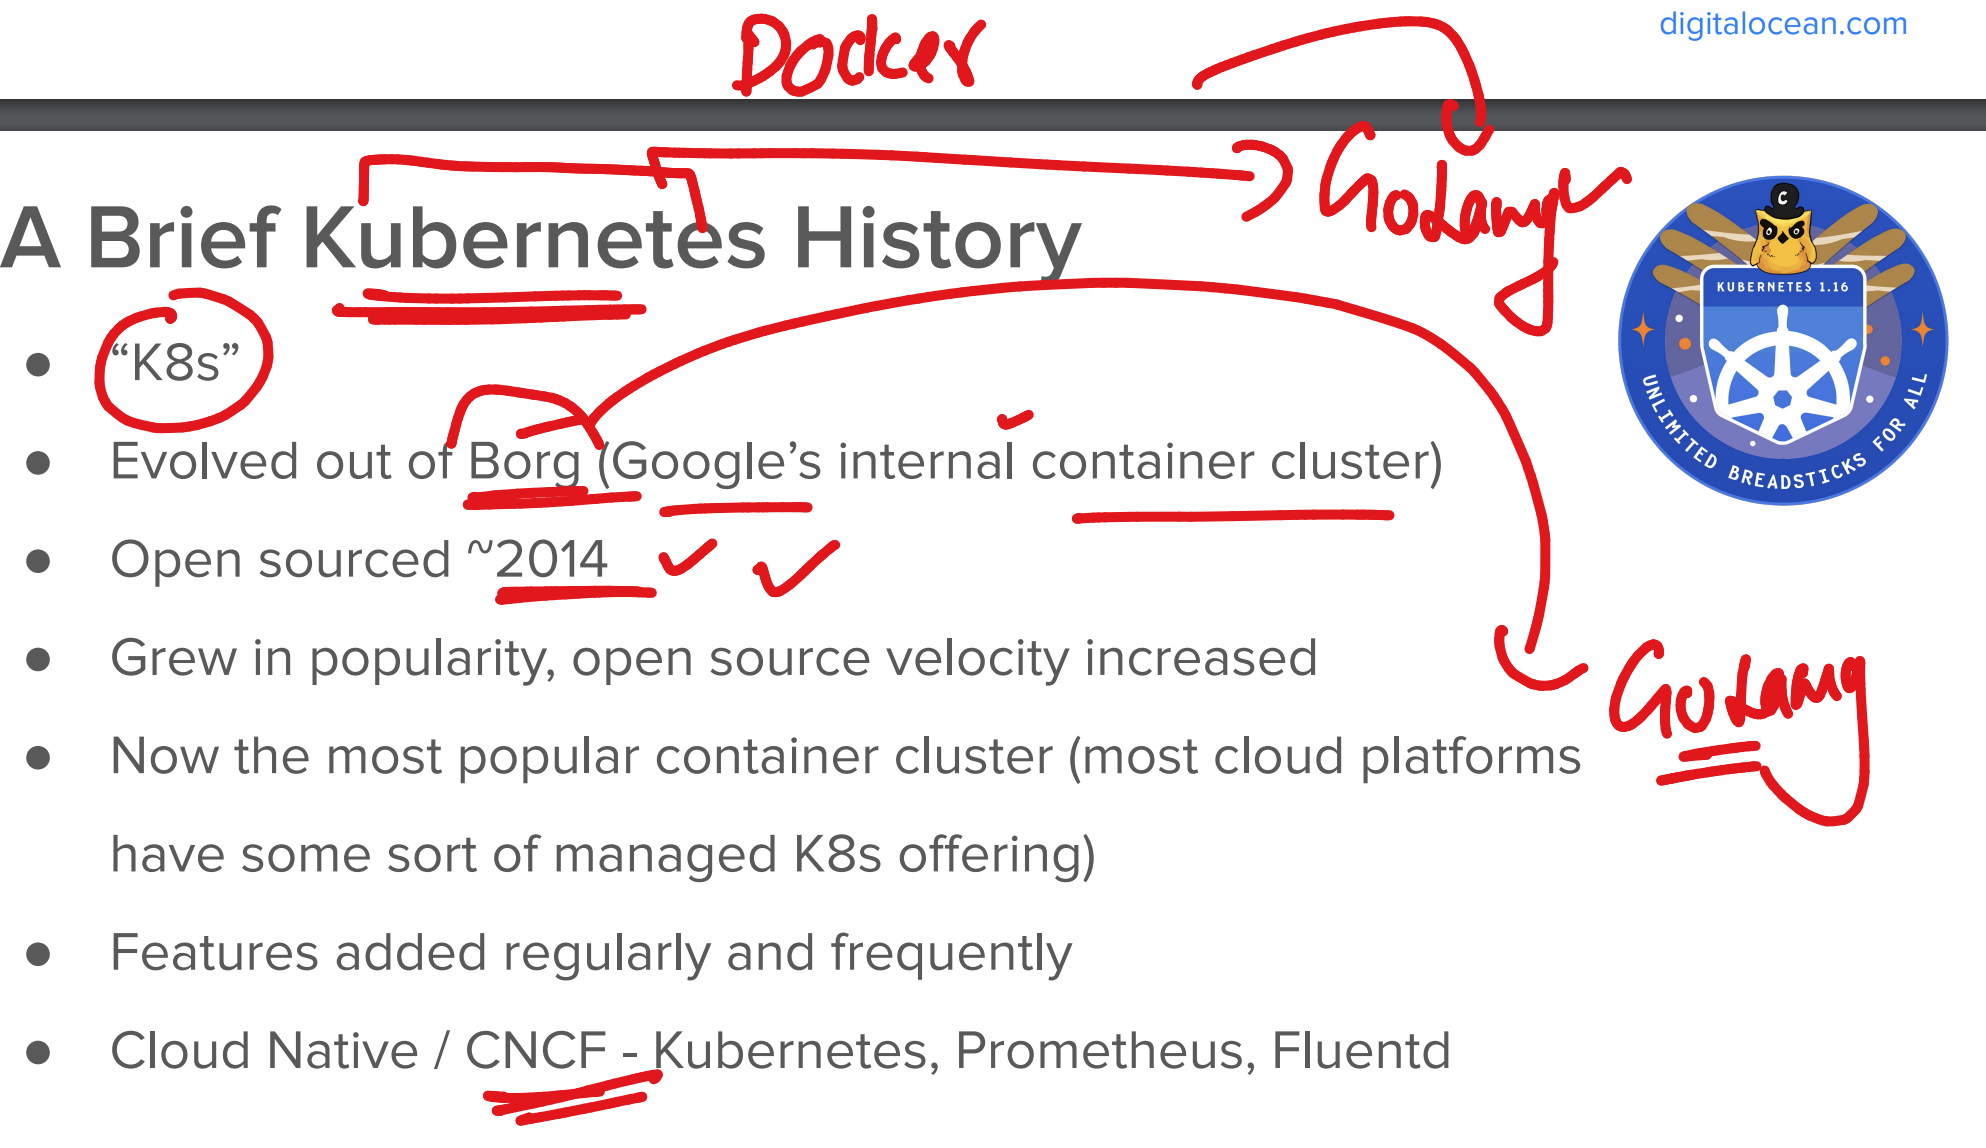 digitalocean.com
Docker
GoLang
A Brief Kubernetes History
KUBERNETES 1.16
UNLIMITED BREADSTICKS FOR ALL
C
● “K8s”
● Evolved out of Borg (Google’s internal container cluster)
● Open sourced ~2014
● Grew in popularity, open source velocity increased
GoLang
● Now the most popular container cluster (most cloud platforms
have some sort of managed K8s offering)
● Features added regularly and frequently
● Cloud Native / CNCF - Kubernetes, Prometheus, Fluentd